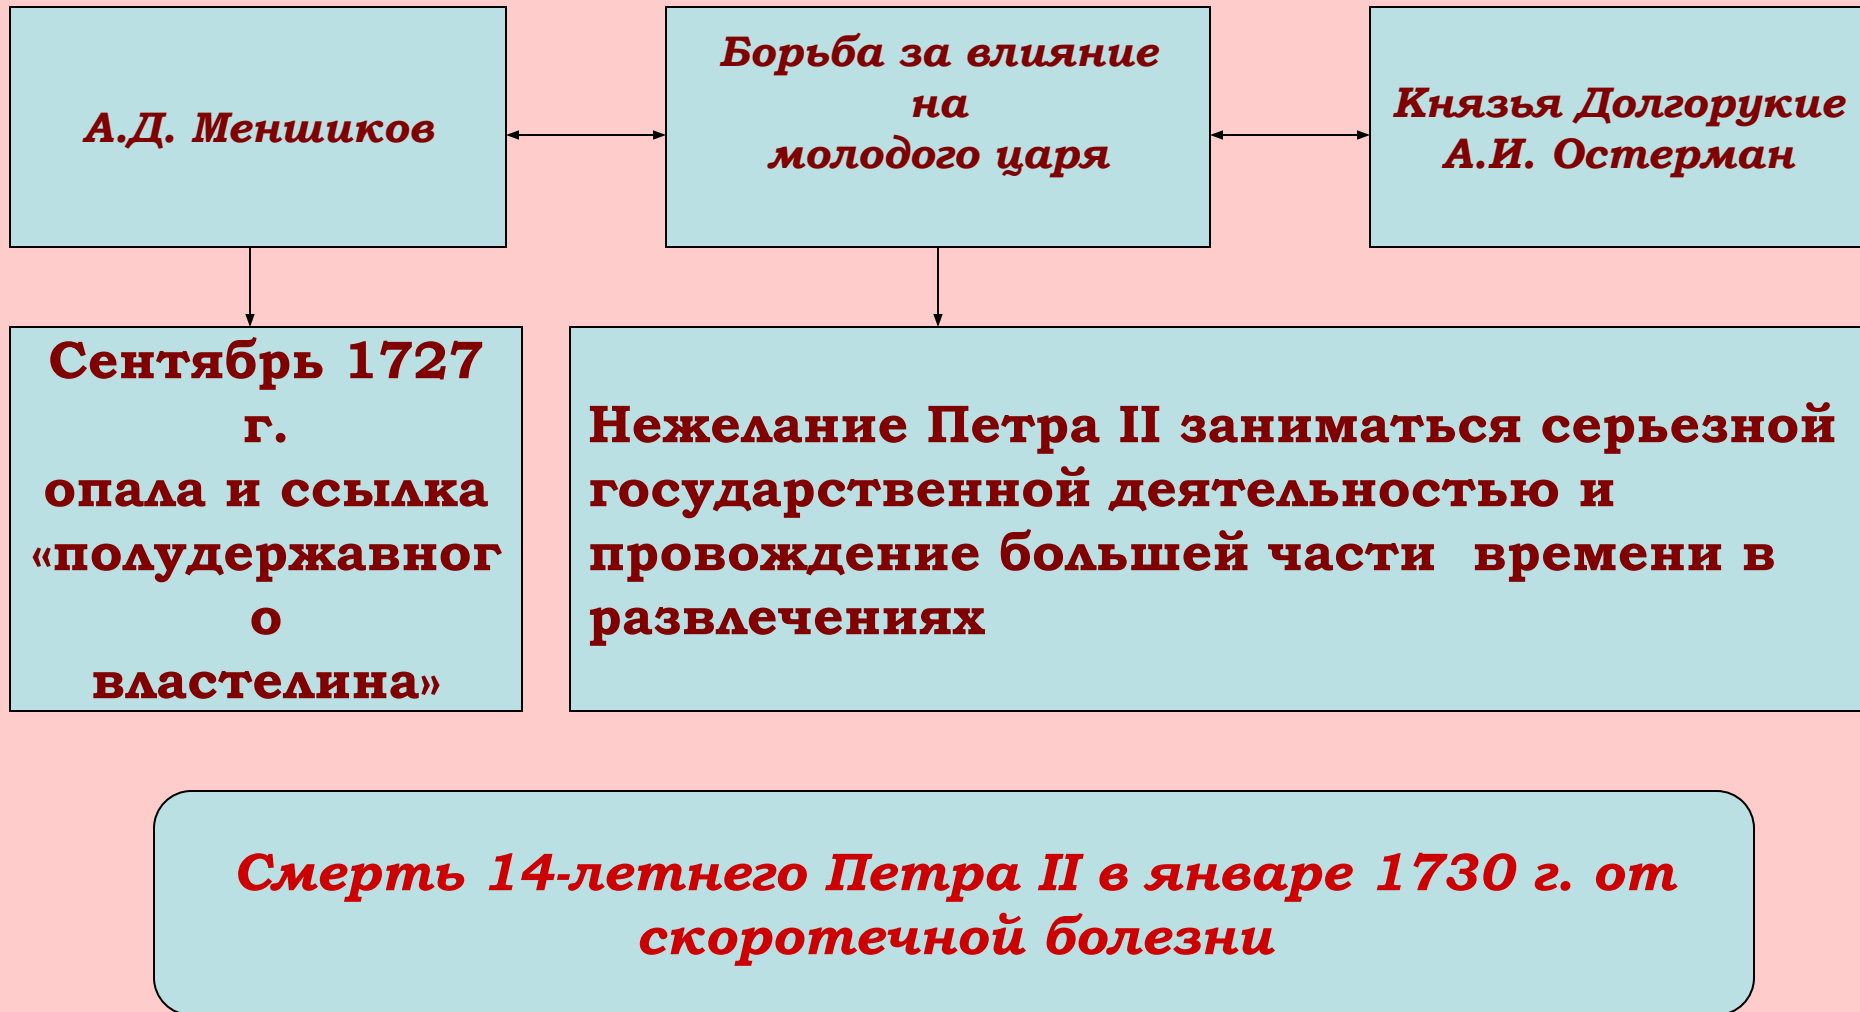 А.Д. Меншиков
Борьба за влияние
на
молодого царя
Князья Долгорукие
А.И. Остерман
Сентябрь 1727
г.
опала и ссылка
«полудержавног
о
властелина»
Нежелание Петра II заниматься серьезной
государственной деятельностью и
провождение большей части времени в
развлечениях
Смерть 14-летнего Петра II в январе 1730 г. от
скоротечной болезни